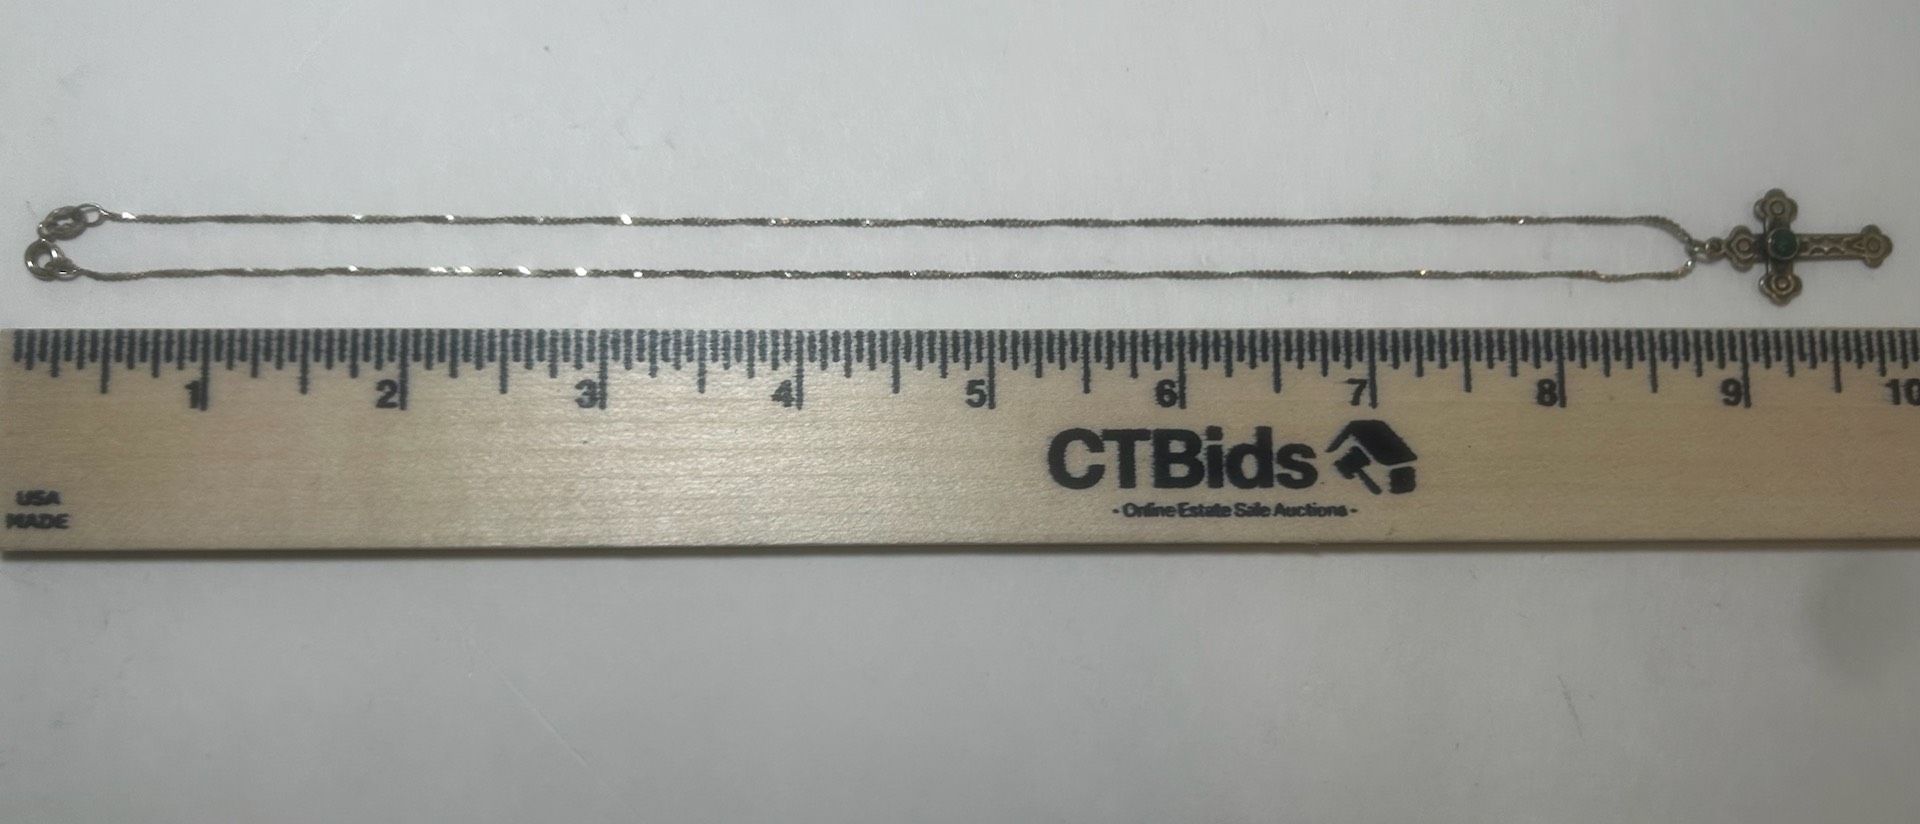 1 2 3 4 5 6 7 8 9 10
CTBids
- Online Estate Sale Auctions -
USA
MADE